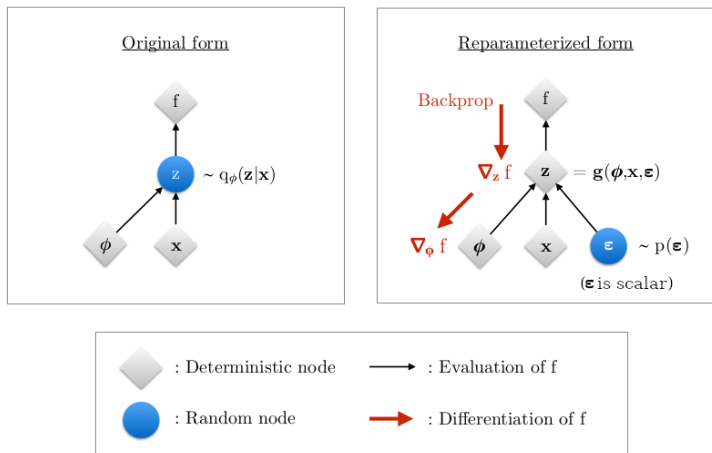 Original form
f
z ~ qϕ(z|x)
ϕ x
Reparameterized form
Backprop f
∇z f z = g(ϕ,x,ε)
∇ϕ f ϕ x ε ~ p(ε)
(ε is scalar)
: Deterministic node : Evaluation of f
: Random node : Differentiation of f